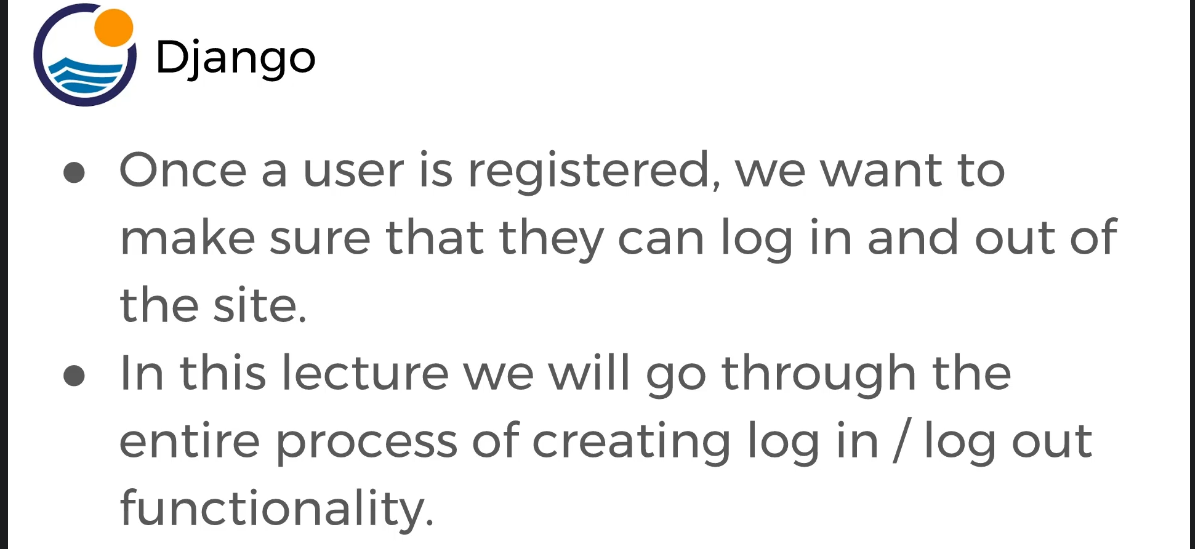 Django
● Once a user is registered, we want to
make sure that they can log in and out of
the site.
● In this lecture we will go through the
entire process of creating log in / log out
functionality.